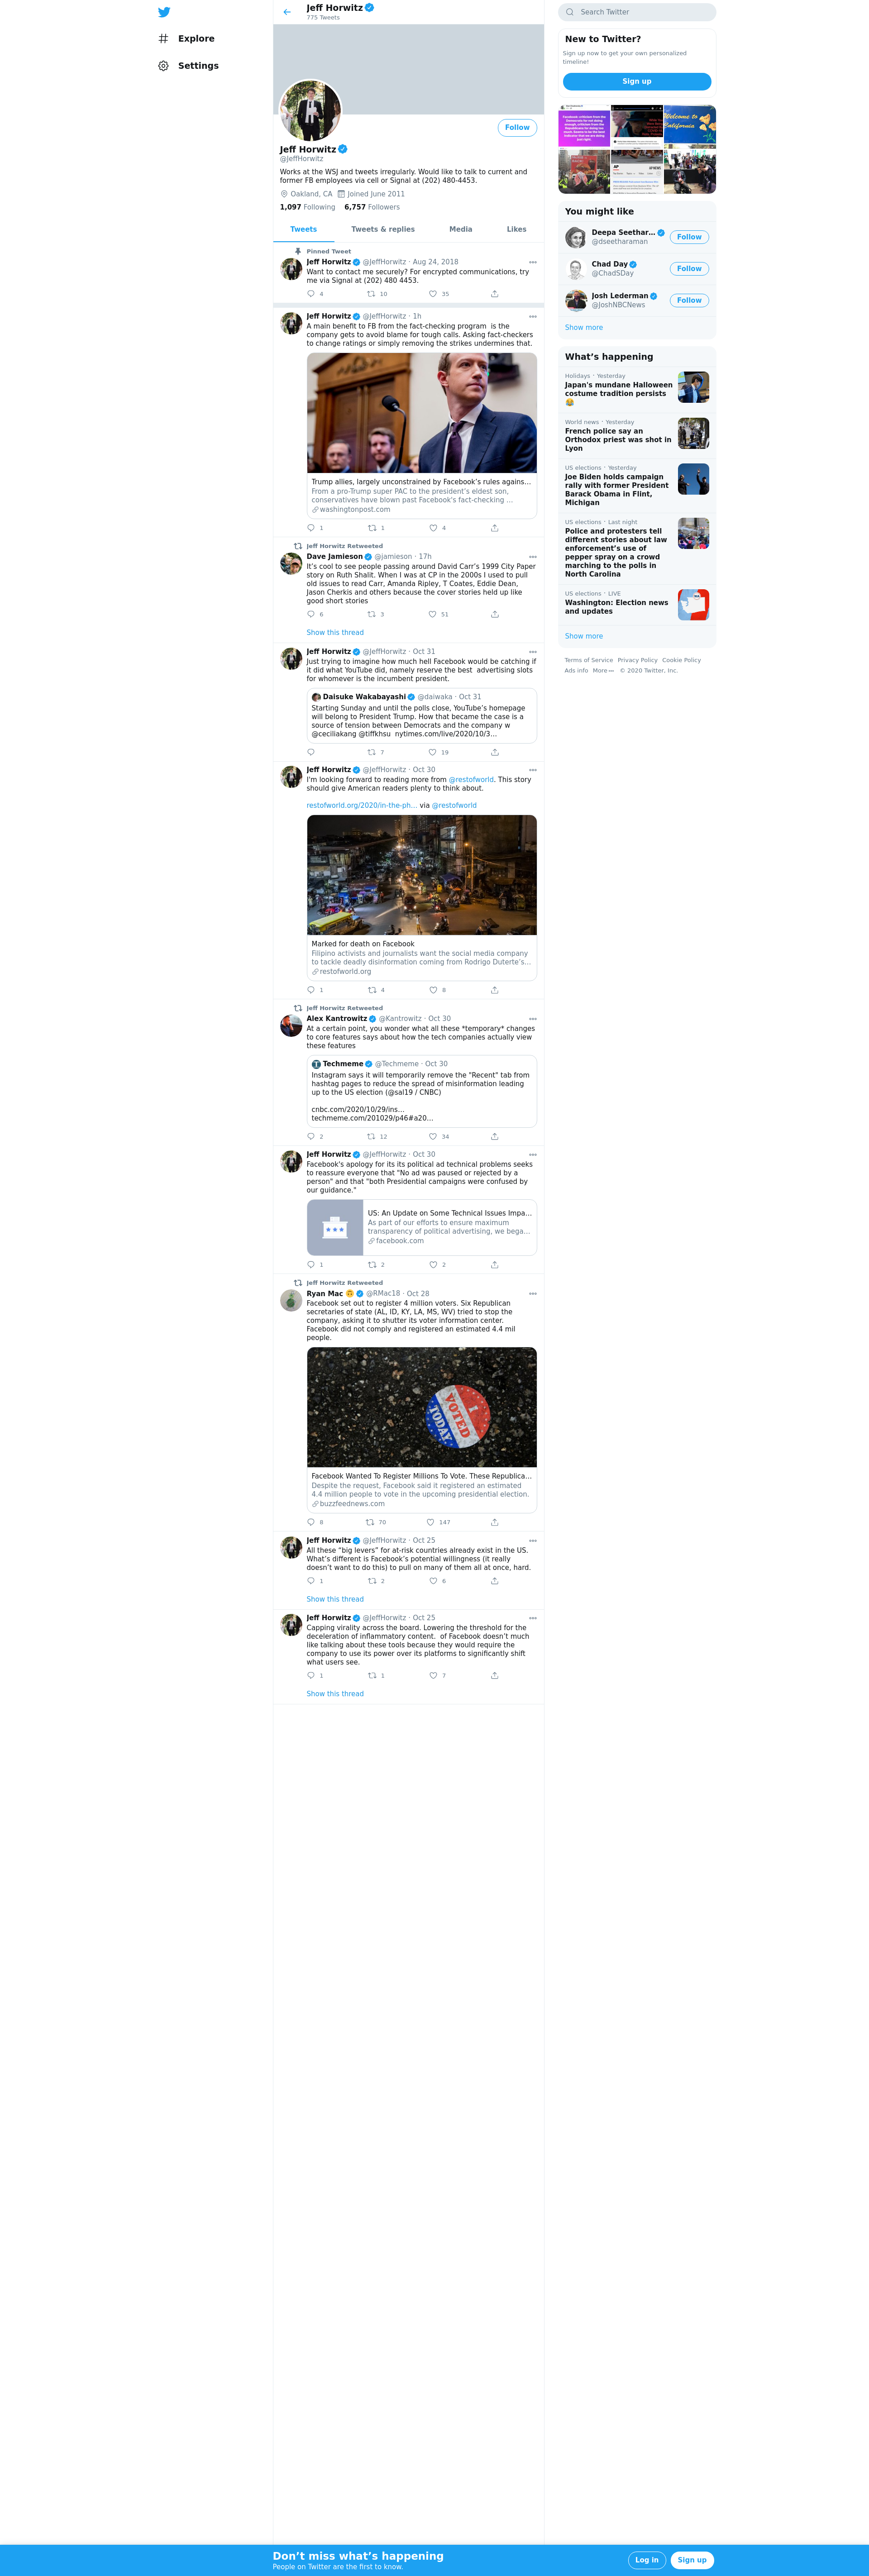 Explore
Settings
Jeff Horwitz
775 Tweets
Follow
Jeff Horwitz
@JeffHorwitz
Works at the WSJ and tweets irregularly. Would like to talk to current and
former FB employees via cell or Signal at (202) 480-4453.
Oakland, CA Joined June 2011
1,097 Following 6,757 Followers
Tweets Tweets & replies Media Likes
Pinned Tweet
Jeff Horwitz @JeffHorwitz · Aug 24, 2018
Want to contact me securely? For encrypted communications, try
me via Signal at (202) 480 4453.
4 10 35
Jeff Horwitz @JeffHorwitz · 1h
A main benefit to FB from the fact-checking program  is the
company gets to avoid blame for tough calls. Asking fact-checkers
to change ratings or simply removing the strikes undermines that.
Trump allies, largely unconstrained by Facebook's rules agains...
From a pro-Trump super PAC to the president's eldest son,
conservatives have blown past Facebook's fact-checking ...
washingtonpost.com
1 1 4
Jeff Horwitz Retweeted
Dave Jamieson @jamieson · 17h
It's cool to see people passing around David Carr's 1999 City Paper
story on Ruth Shalit. When I was at CP in the 2000s I used to pull
old issues to read Carr, Amanda Ripley, T Coates, Eddie Dean,
Jason Cherkis and others because the cover stories held up like
good short stories
6 3 51
Show this thread
Jeff Horwitz @JeffHorwitz · Oct 31
Just trying to imagine how much hell Facebook would be catching if
it did what YouTube did, namely reserve the best  advertising slots
for whomever is the incumbent president.
Daisuke Wakabayashi @daiwaka · Oct 31
Starting Sunday and until the polls close, YouTube's homepage
will belong to President Trump. How that became the case is a
source of tension between Democrats and the company w
@ceciliakang @tiffkhsu  nytimes.com/live/2020/10/3...
7 19
Jeff Horwitz @JeffHorwitz · Oct 30
I'm looking forward to reading more from @restofworld. This story
should give American readers plenty to think about.
restofworld.org/2020/in-the-ph... via @restofworld
Marked for death on Facebook
Filipino activists and journalists want the social media company
to tackle deadly disinformation coming from Rodrigo Duterte's...
restofworld.org
1 4 8
Jeff Horwitz Retweeted
Alex Kantrowitz @Kantrowitz · Oct 30
At a certain point, you wonder what all these *temporary* changes
to core features says about how the tech companies actually view
these features
Techmeme @Techmeme · Oct 30
Instagram says it will temporarily remove the "Recent" tab from
hashtag pages to reduce the spread of misinformation leading
up to the US election (@sal19 / CNBC)
cnbc.com/2020/10/29/ins...
techmeme.com/201029/p46#a20...
2 12 34
Jeff Horwitz @JeffHorwitz · Oct 30
Facebook's apology for its its political ad technical problems seeks
to reassure everyone that "No ad was paused or rejected by a
person" and that "both Presidential campaigns were confused by
our guidance."
US: An Update on Some Technical Issues Impa...
As part of our efforts to ensure maximum
transparency of political advertising, we bega...
facebook.com
1 2 2
Jeff Horwitz Retweeted
Ryan Mac 🙃 @RMac18 · Oct 28
Facebook set out to register 4 million voters. Six Republican
secretaries of state (AL, ID, KY, LA, MS, WV) tried to stop the
company, asking it to shutter its voter information center.
Facebook did not comply and registered an estimated 4.4 mil
people.
I VOTED TODAY
Facebook Wanted To Register Millions To Vote. These Republica...
Despite the request, Facebook said it registered an estimated
4.4 million people to vote in the upcoming presidential election.
buzzfeednews.com
8 70 147
Jeff Horwitz @JeffHorwitz · Oct 25
All these “big levers” for at-risk countries already exist in the US.
What's different is Facebook's potential willingness (it really
doesn't want to do this) to pull on many of them all at once, hard.
1 2 6
Show this thread
Jeff Horwitz @JeffHorwitz · Oct 25
Capping virality across the board. Lowering the threshold for the
deceleration of inflammatory content.  of Facebook doesn't much
like talking about these tools because they would require the
company to use its power over its platforms to significantly shift
what users see.
1 1 7
Show this thread
Search Twitter
New to Twitter?
Sign up now to get your own personalized
timeline!
Sign up
Welcome to
California
You might like
Deepa Seethar...
@dseetharaman
Follow
Chad Day
@ChadSDay
Follow
Josh Lederman
@JoshNBCNews
Follow
Show more
What's happening
Holidays · Yesterday
Japan's mundane Halloween
costume tradition persists
😂
World news · Yesterday
French police say an
Orthodox priest was shot in
Lyon
US elections · Yesterday
Joe Biden holds campaign
rally with former President
Barack Obama in Flint,
Michigan
US elections · Last night
Police and protesters tell
different stories about law
enforcement's use of
pepper spray on a crowd
marching to the polls in
North Carolina
US elections · LIVE
Washington: Election news
and updates
Show more
Terms of Service Privacy Policy Cookie Policy
Ads info More ··· © 2020 Twitter, Inc.
Don't miss what's happening
People on Twitter are the first to know.
Log in Sign up